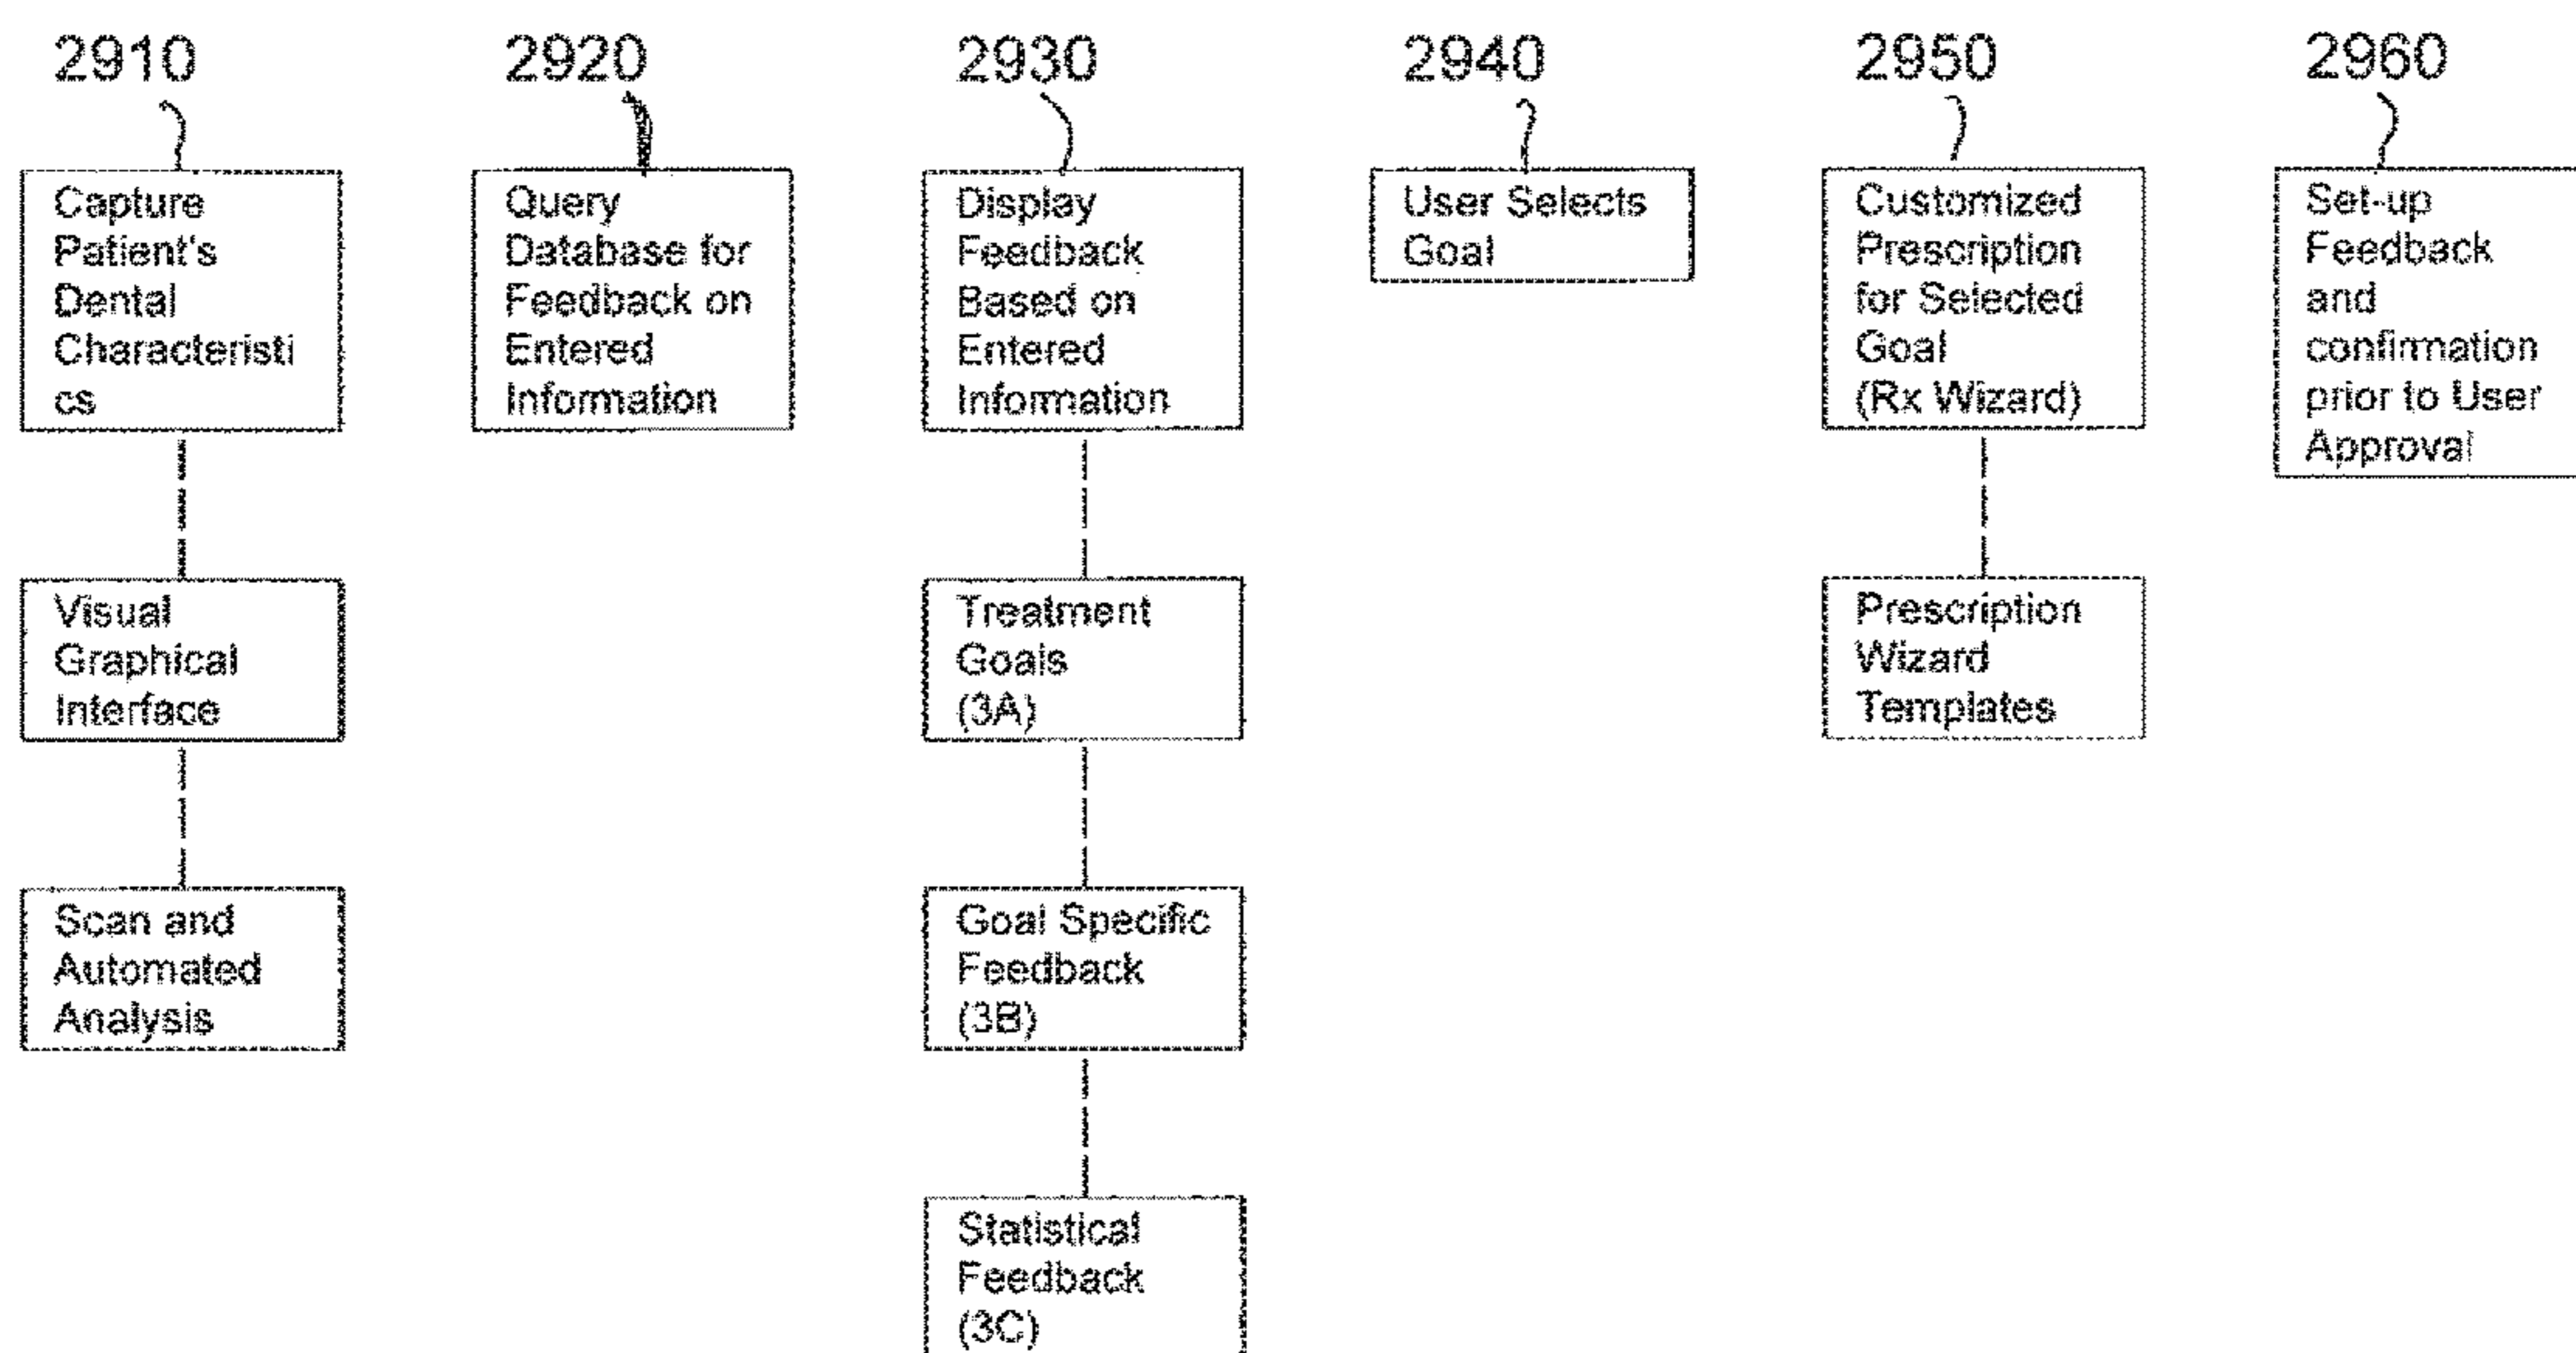 2910
Capture
Patient's
Dental
Characteristi
cs
Visual
Graphical
Interface
Scan and
Automated
Analysis
2920
Query
Database for
Feedback on
Entered
Information
2930
Display
Feedback
Based on
Entered
Information
Treatment
Goals
(3A)
Goal Specific
Feedback
(3B)
Statistical
Feedback
(3C)
2940
User Selects
Goal
2950
Customized
Prescription
for Selected
Goal
(Rx Wizard)
Prescription
Wizard
Templates
2960
Set-up
Feedback
and
confirmation
prior to User
Approval